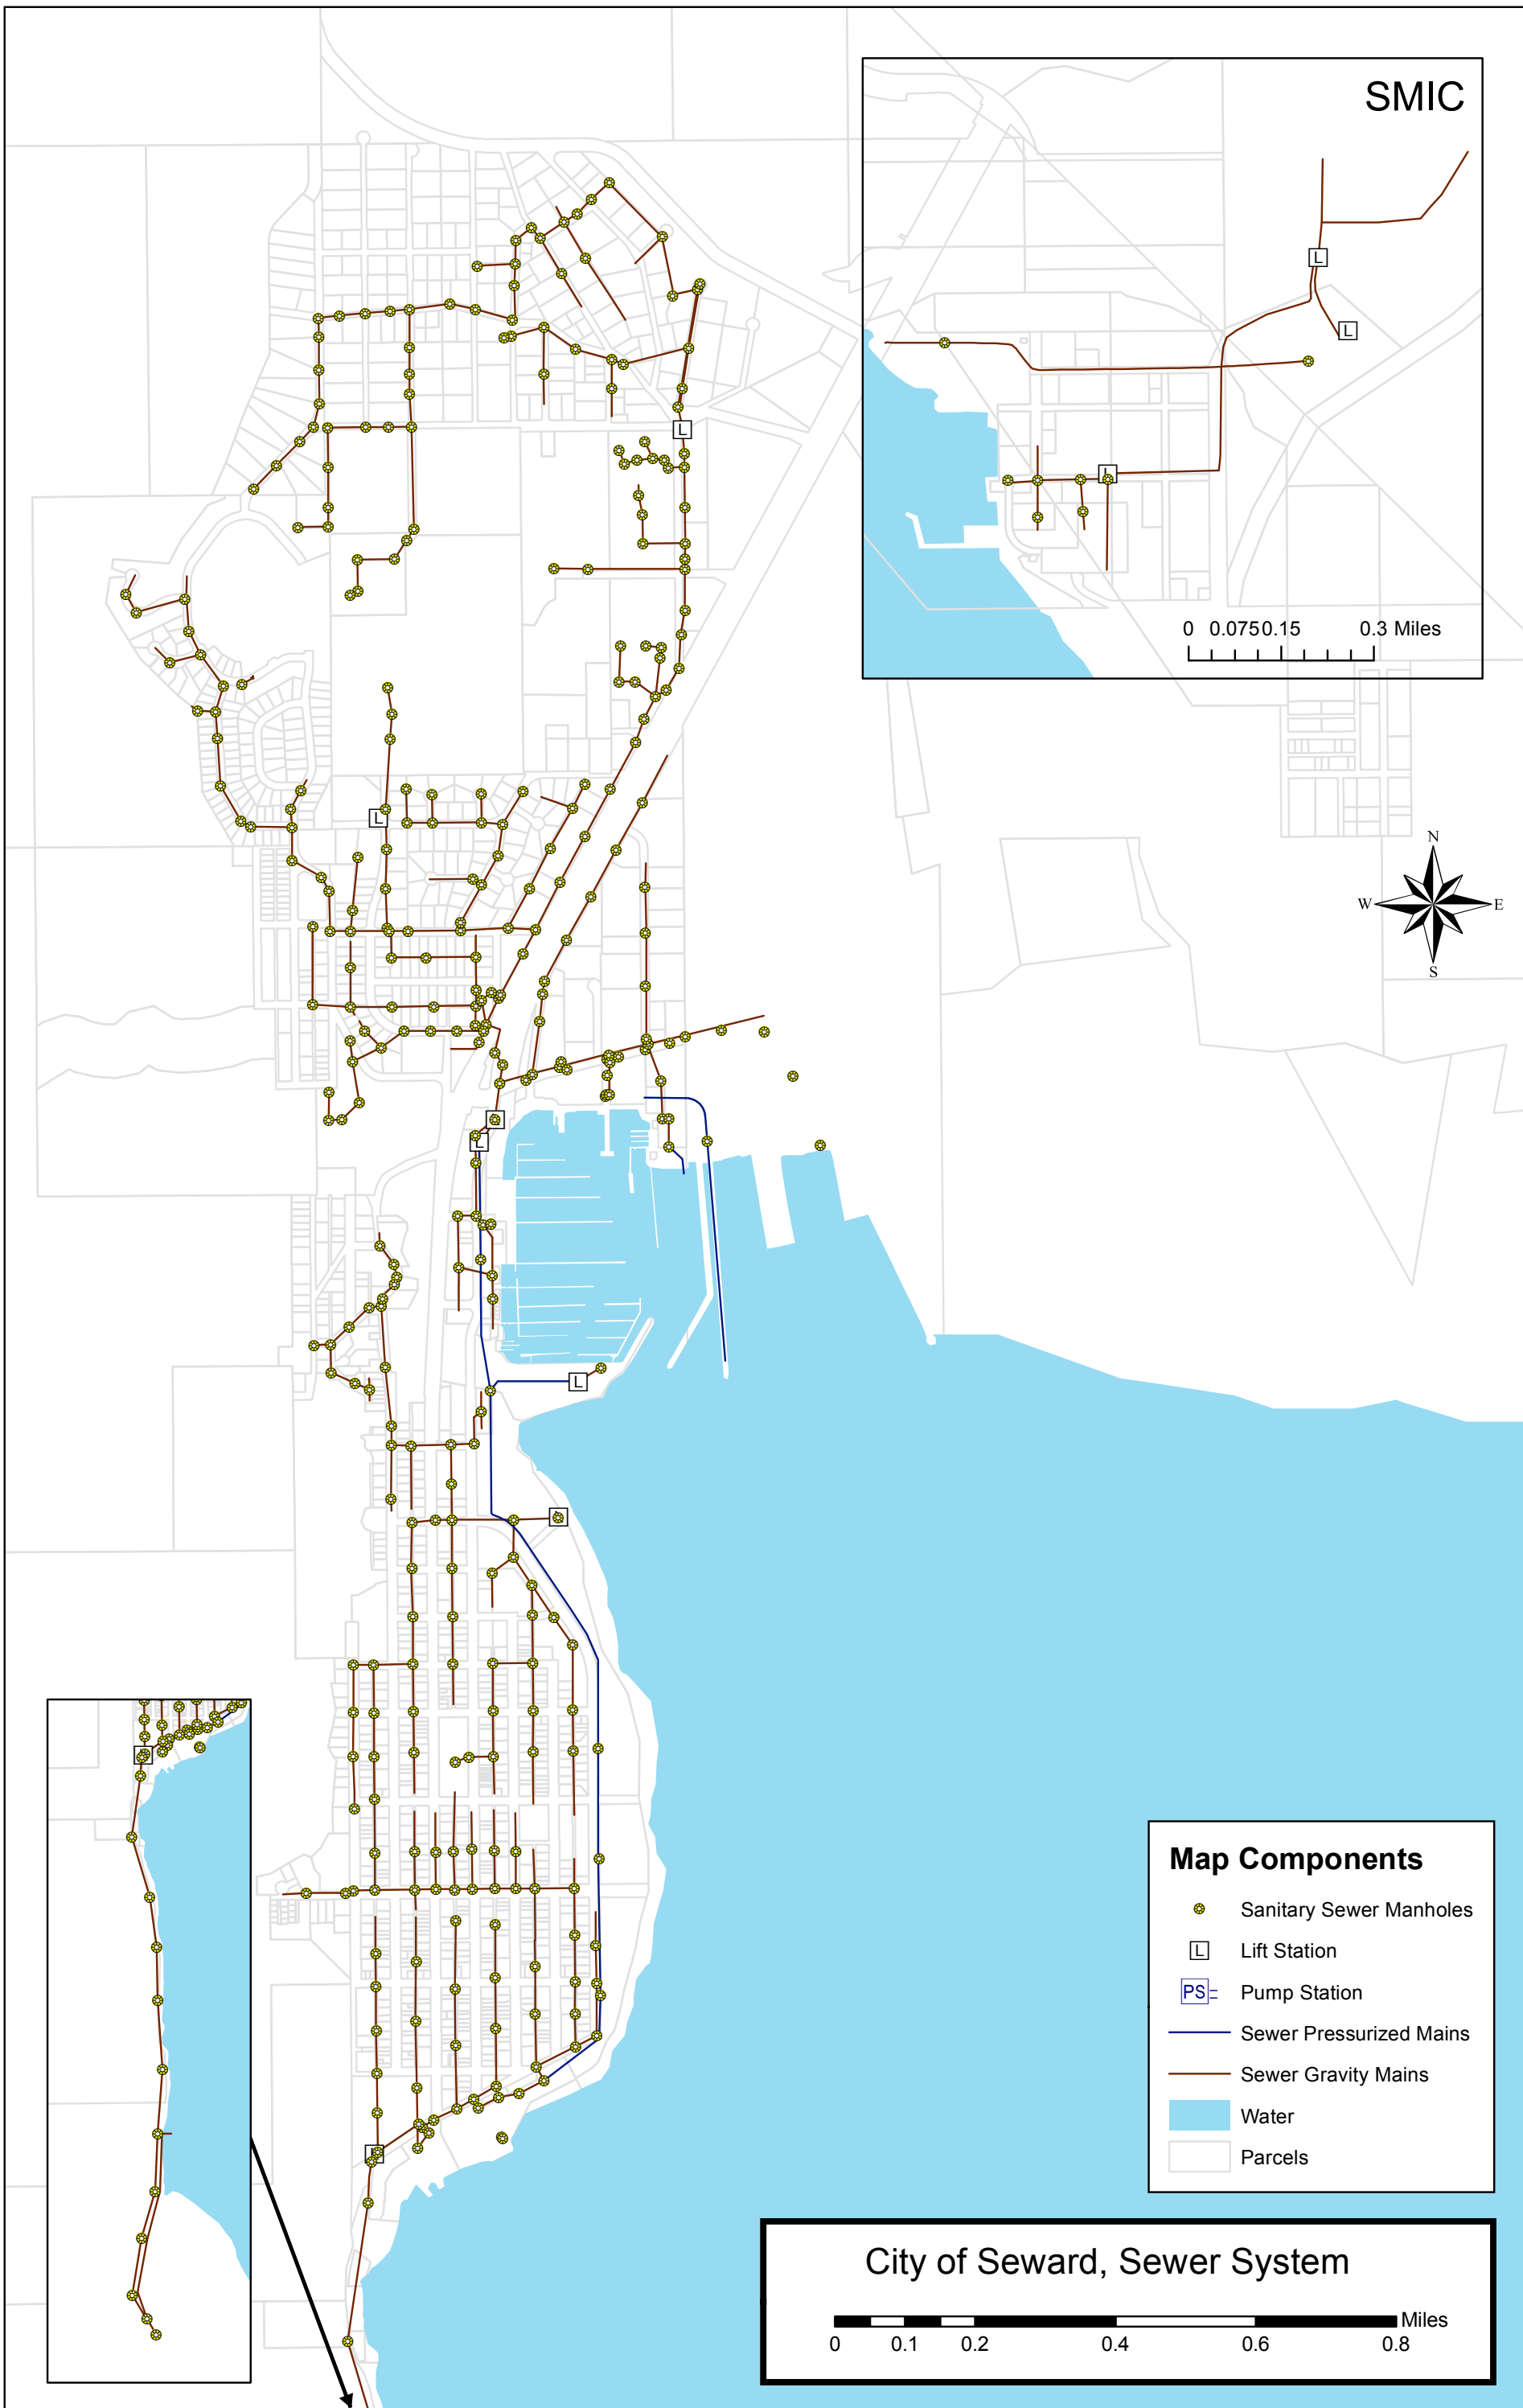 SMIC
0 0.075 0.15 0.3 Miles
N
W E
S
L
L
L
L
L
L
L
L
L
Map Components
Sanitary Sewer Manholes
L Lift Station
PS Pump Station
Sewer Pressurized Mains
Sewer Gravity Mains
Water
Parcels
City of Seward, Sewer System
Miles
0 0.1 0.2 0.4 0.6 0.8